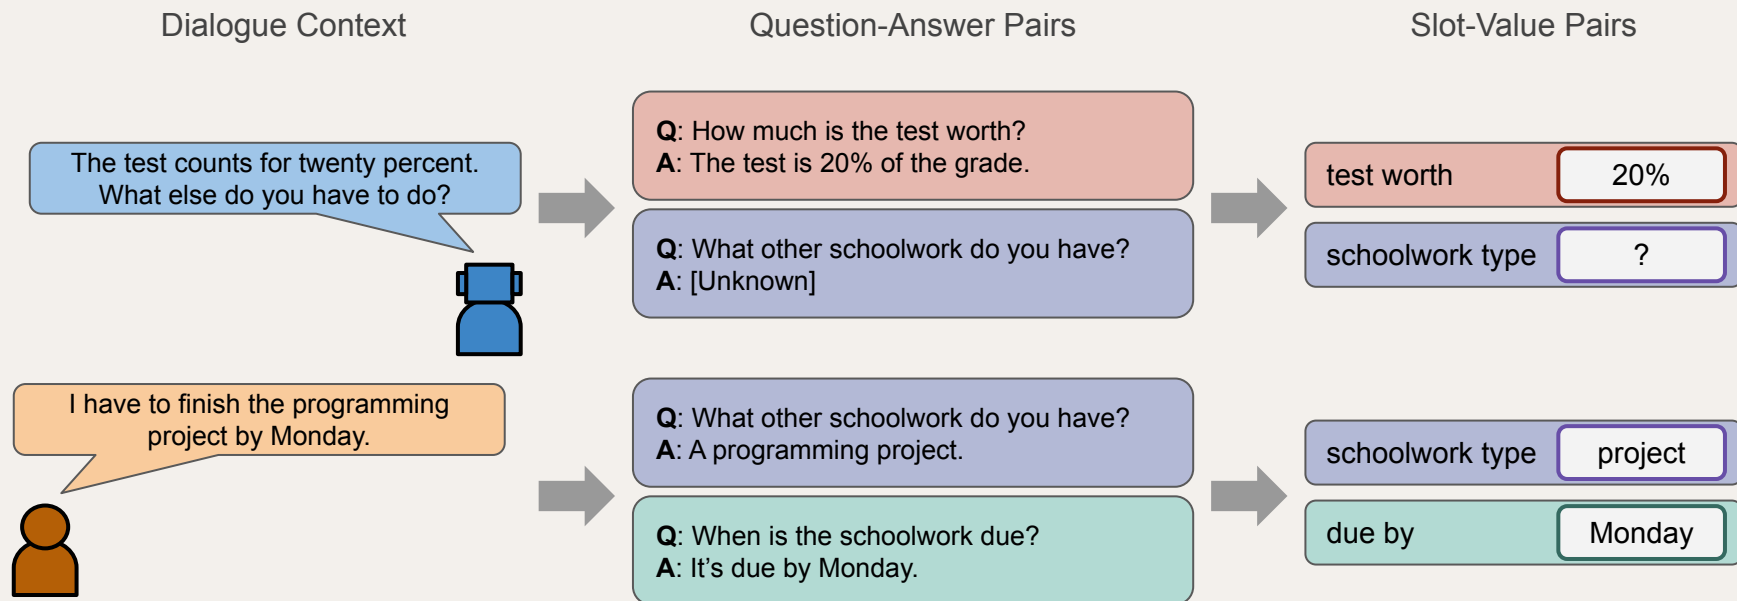 Dialogue Context
Question-Answer Pairs
Slot-Value Pairs
The test counts for twenty percent.
What else do you have to do?
Q: How much is the test worth?
A: The test is 20% of the grade.
Q: What other schoolwork do you have?
A: [Unknown]
test worth
20%
schoolwork type
?
I have to finish the programming
project by Monday.
Q: What other schoolwork do you have?
A: A programming project.
Q: When is the schoolwork due?
A: It's due by Monday.
schoolwork type
project
due by
Monday